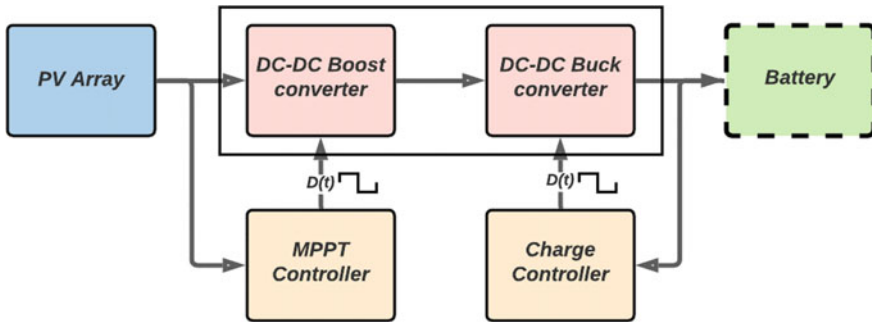 PV Array
DC-DC Boost
converter
DC-DC Buck
converter
Battery
D(t)
D(t)
MPPT
Controller
Charge
Controller